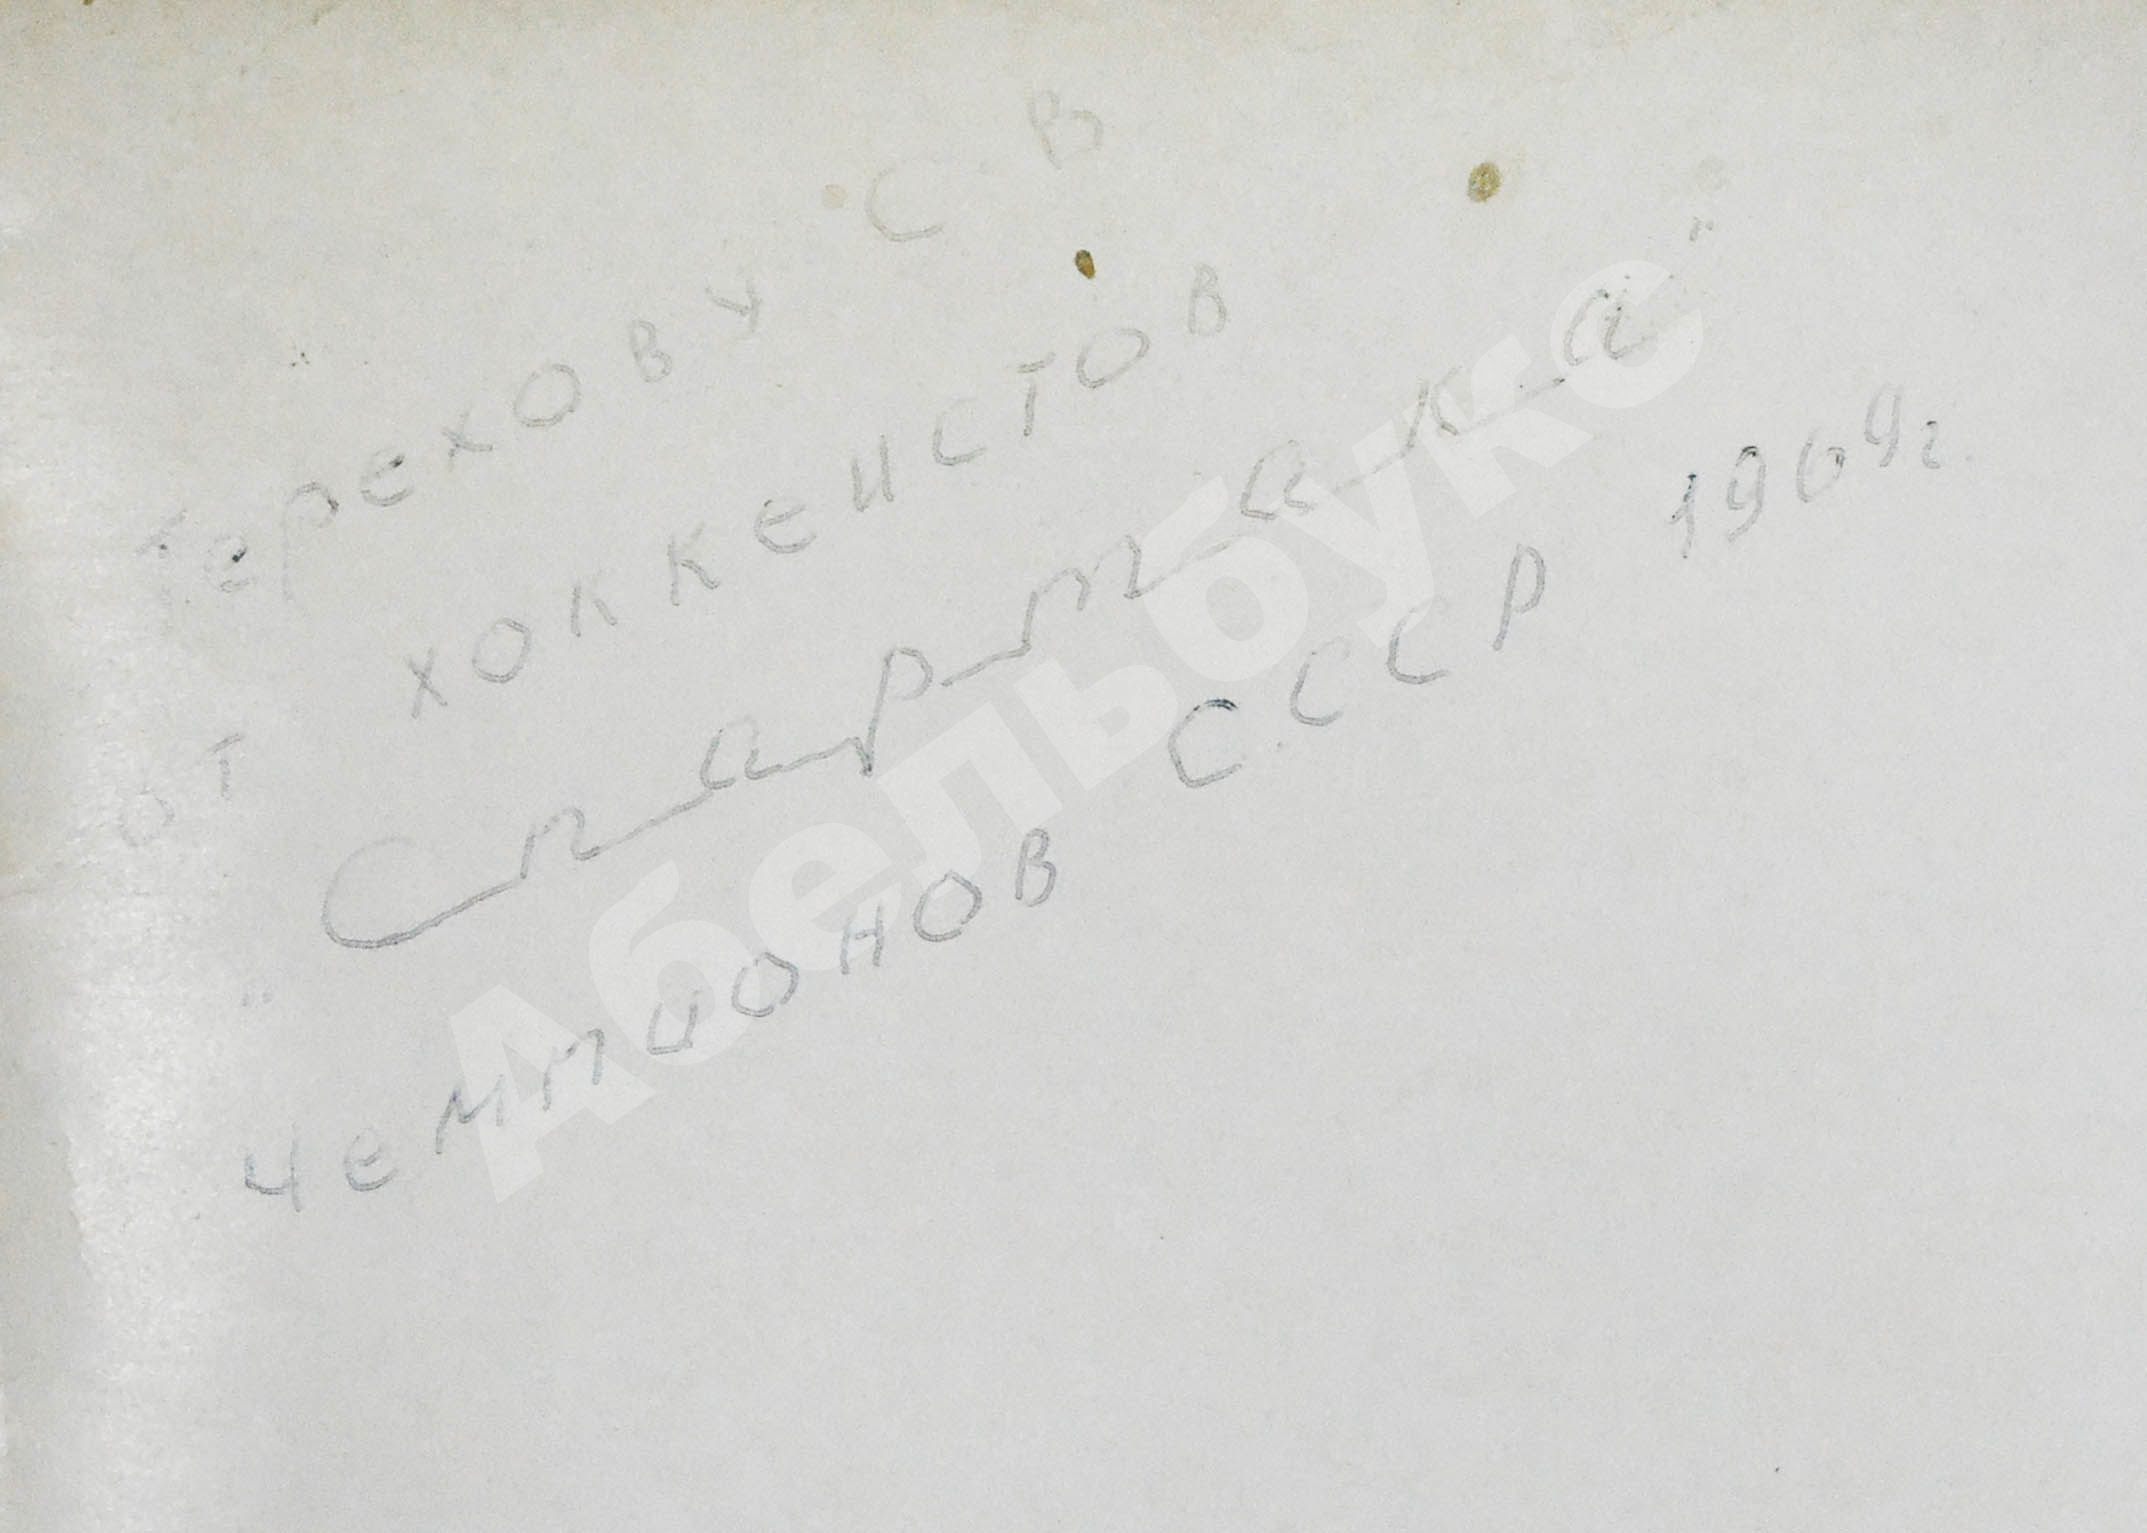 Терехову С В
от хоккеистов
"Спартака"
чемпионов СССР 1969г
Абельбукс